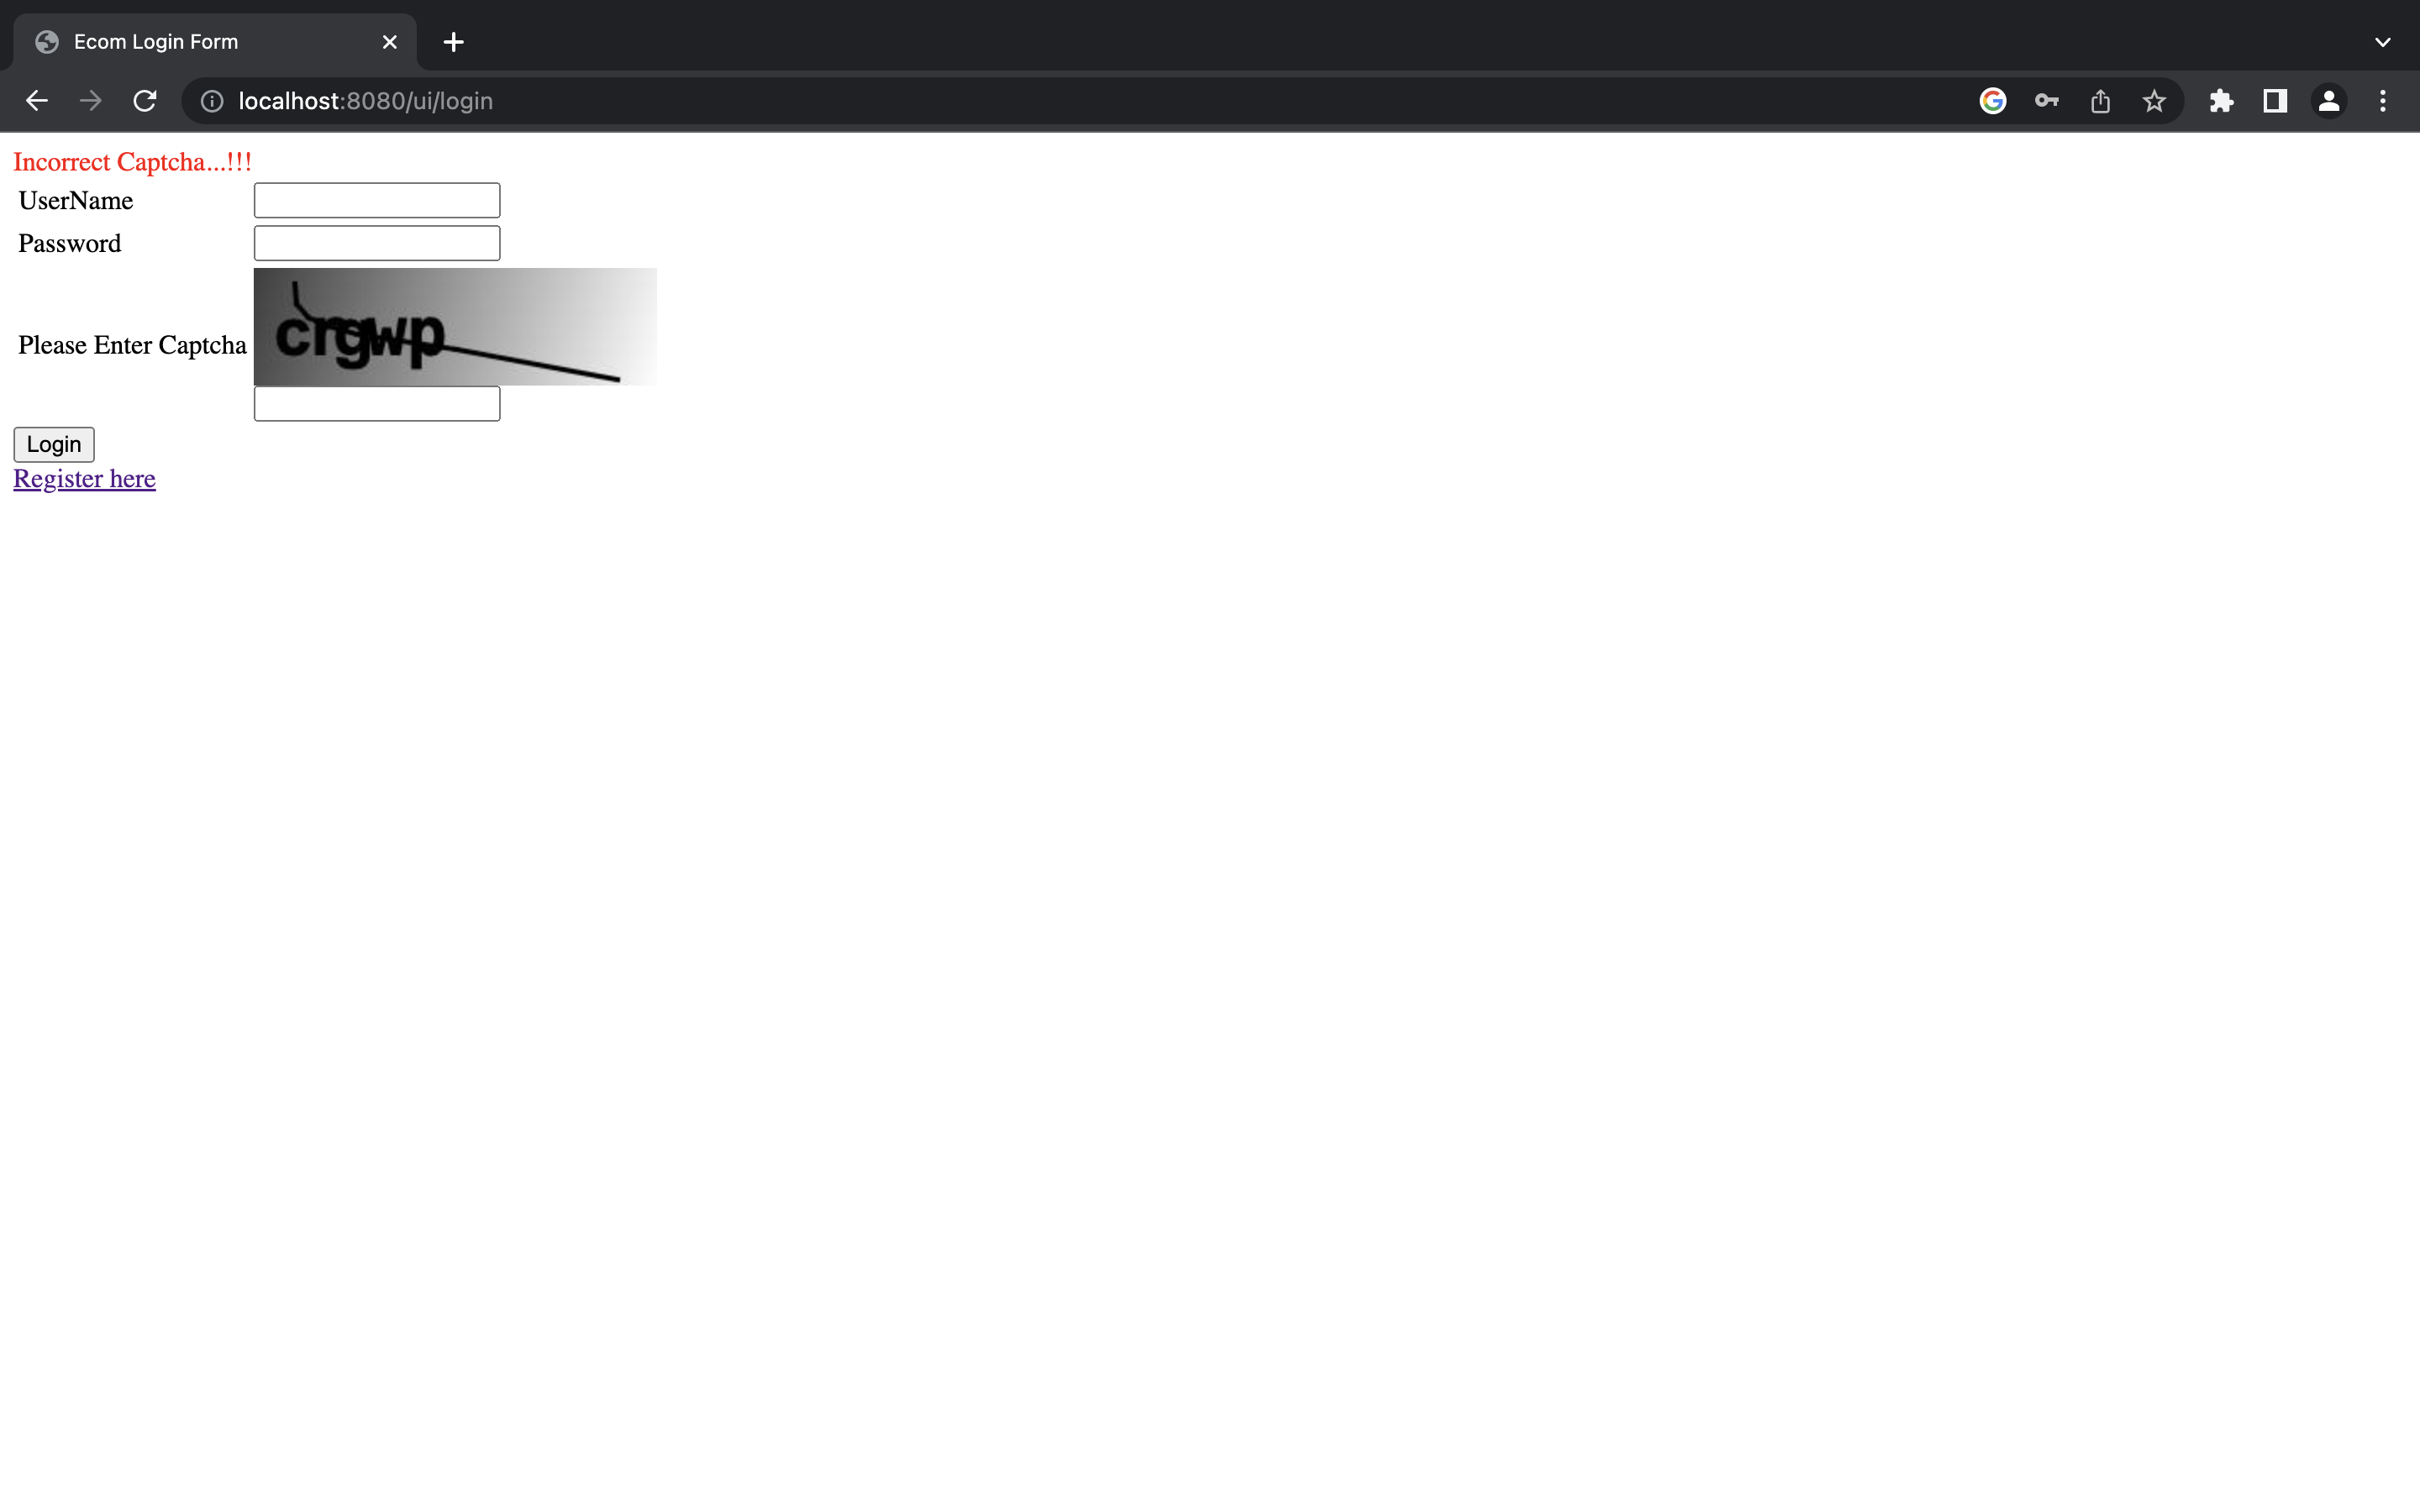 Ecom Login Form
localhost:8080/ui/login
Incorrect Captcha...!!!
UserName
Password
Please Enter Captcha
crgwp
Login
Register here